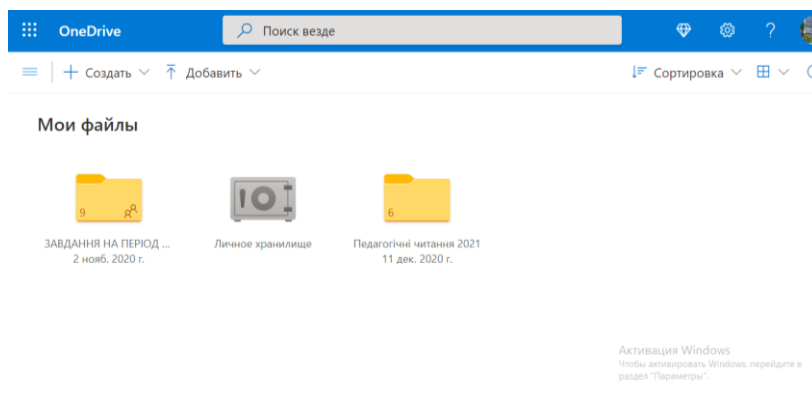 OneDrive
Поиск везде
?
Создать
Добавить
Сортировка
Мои файлы
9
6
ЗАВДАННЯ НА ПЕРІОД ...
Личное хранилище
Педагогічні читання 2021
2 нояб. 2020 г.
11 дек. 2020 г.
Активация Windows
Чтобы активировать Windows, перейдите в
раздел "Параметры".